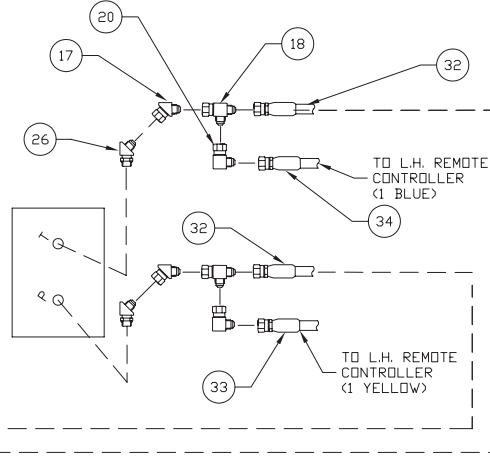 20
18
17
32
26
TO L.H. REMOTE
CONTROLLER
(1 BLUE)
34
T
32
P
TO L.H. REMOTE
CONTROLLER
(1 YELLOW)
33